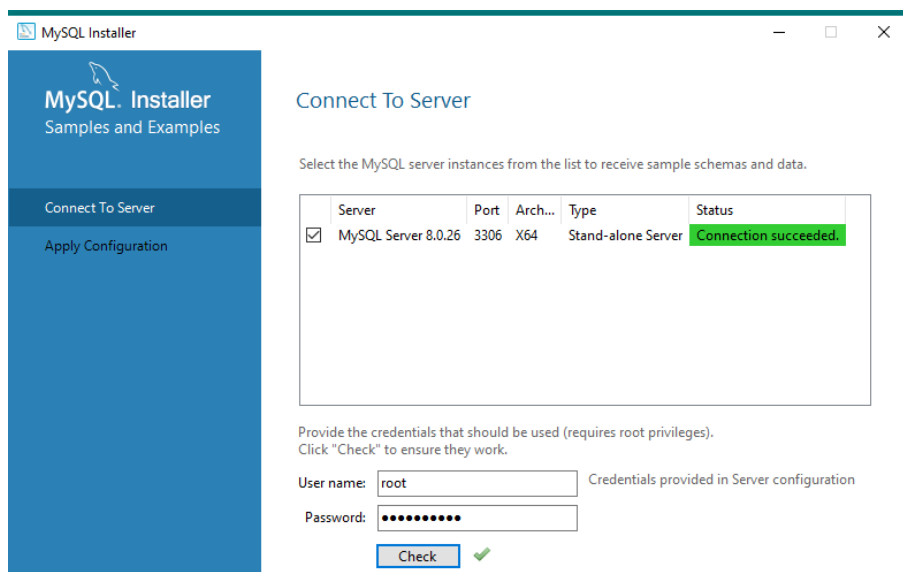 MySQL Installer
MySQL. Installer
Samples and Examples
Connect To Server
Apply Configuration
Connect To Server
Select the MySQL server instances from the list to receive sample schemas and data.
Server Port Arch... Type Status
MySQL Server 8.0.26 3306 X64 Stand-alone Server Connection succeeded.
Provide the credentials that should be used (requires root privileges).
Click "Check" to ensure they work.
User name: root Credentials provided in Server configuration
Password: ●●●●●●●●●●
Check